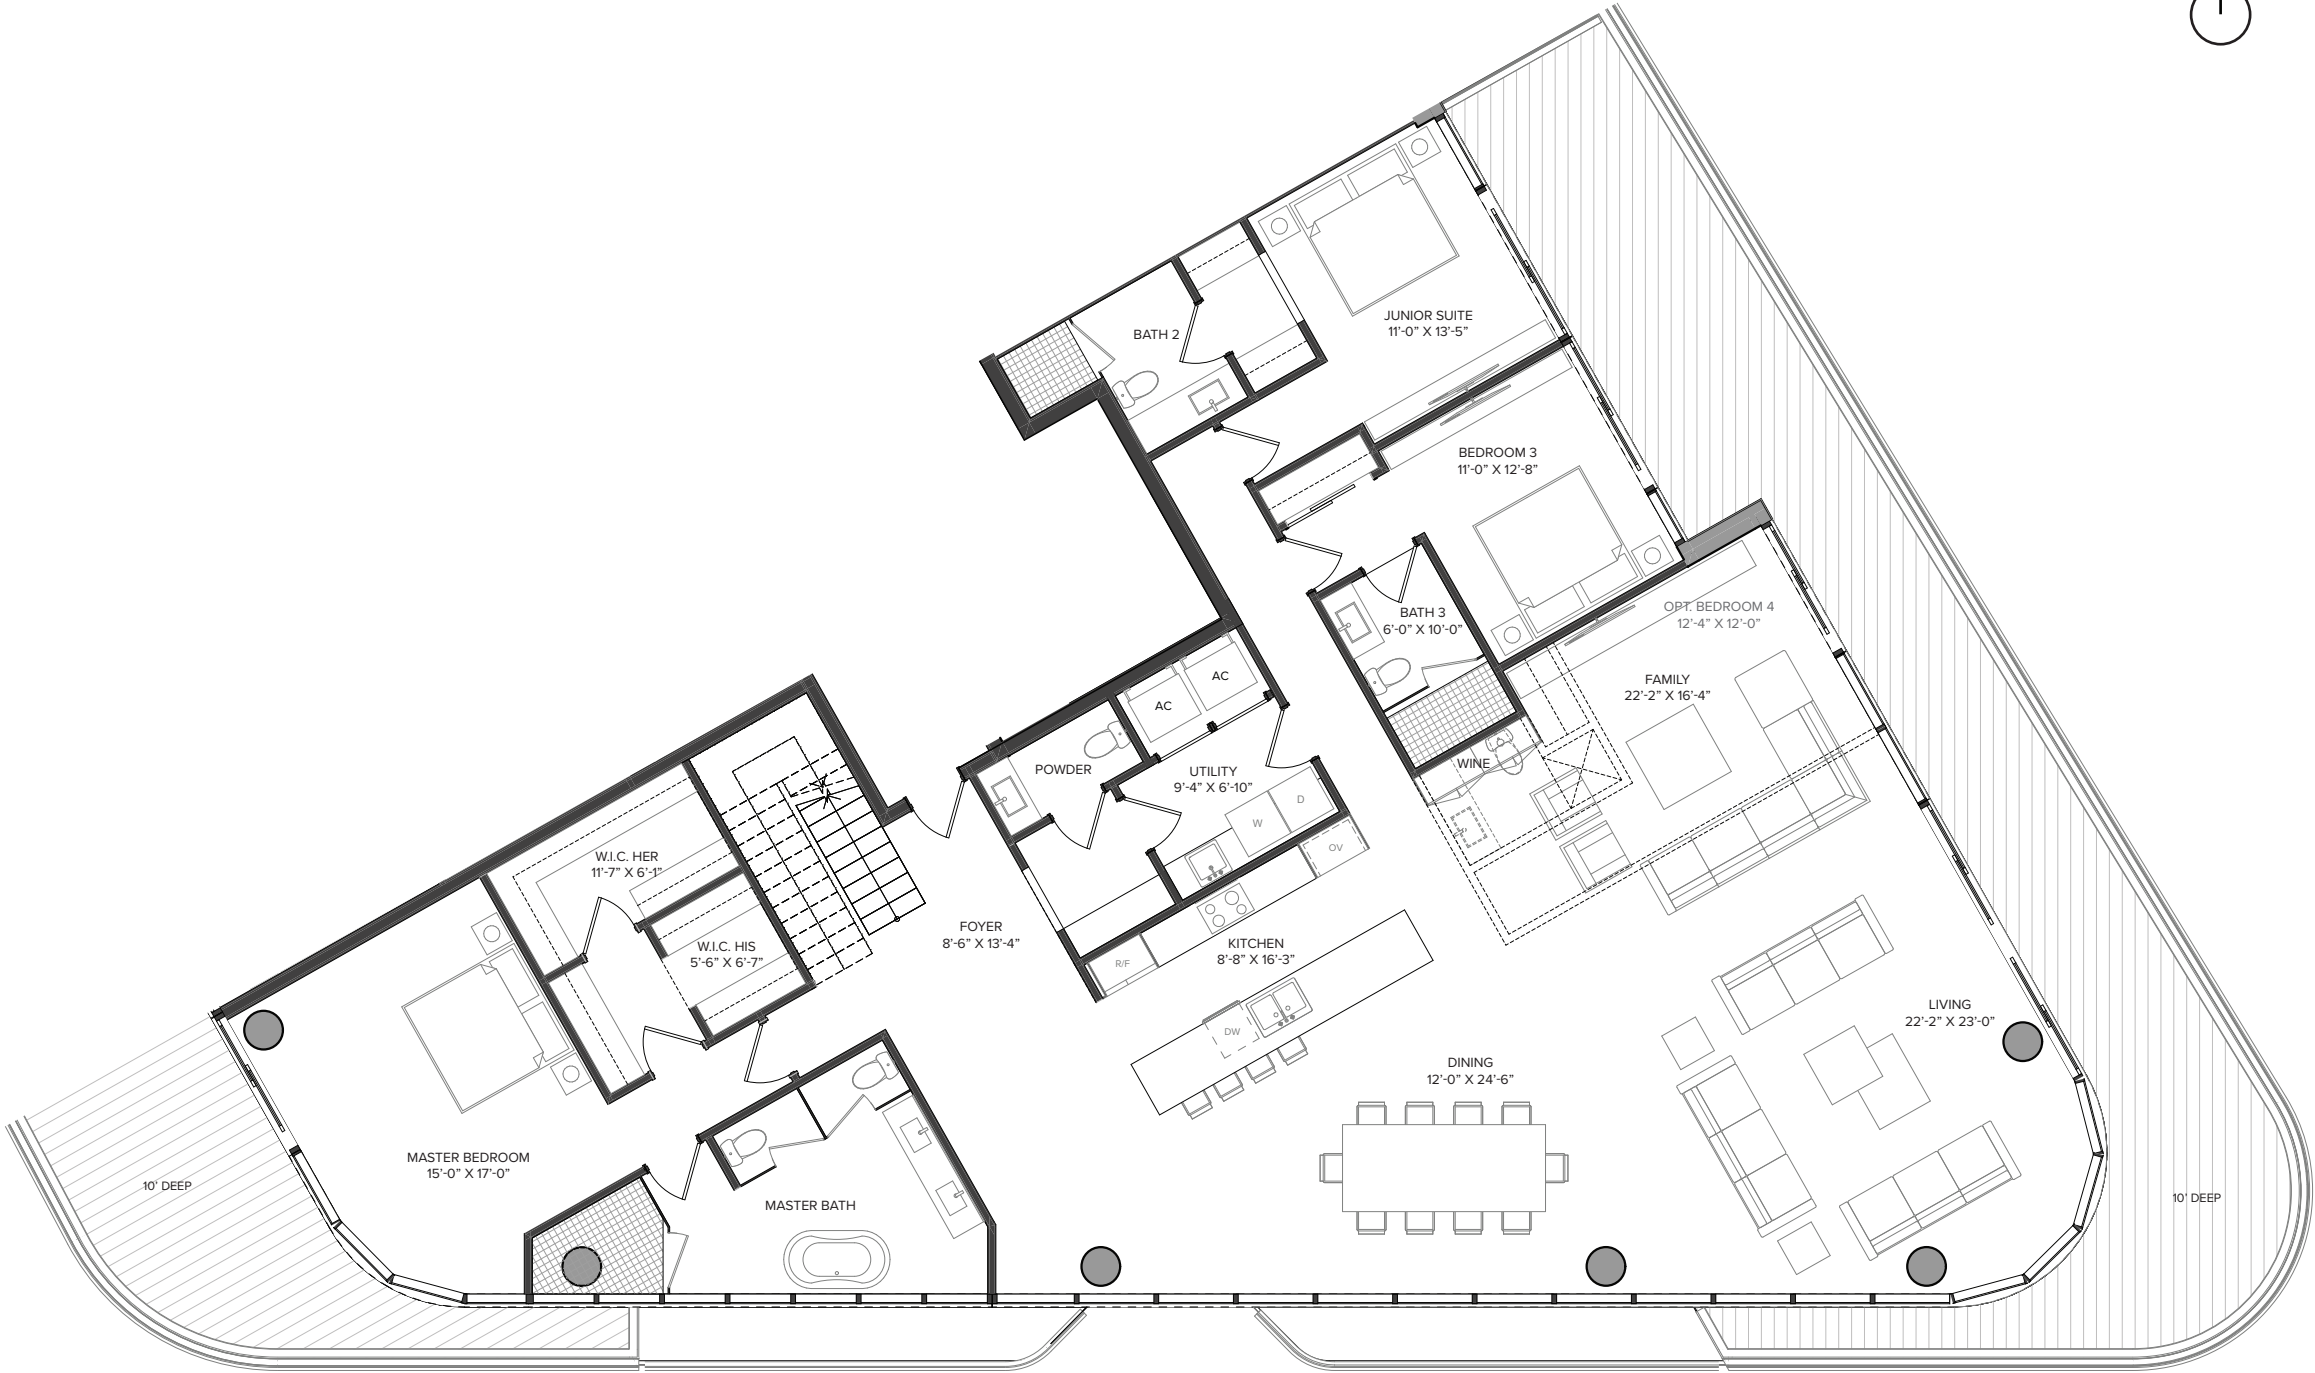 JUNIOR SUITE
11'-0" X 13'-5"
BATH 2
BEDROOM 3
11'-0" X 12'-8"
BATH 3
6'-0" X 10'-0"
OPT. BEDROOM 4
12'-4" X 12'-0"
FAMILY
22'-2" X 16'-4"
AC
AC
POWDER
UTILITY
9'-4" X 6'-10"
WINE
D
W
OV
W.I.C. HER
11'-7" X 6'-1"
W.I.C. HIS
5'-6" X 6'-7"
FOYER
8'-6" X 13'-4"
R/F
KITCHEN
8'-8" X 16'-3"
DW
LIVING
22'-2" X 23'-0"
DINING
12'-0" X 24'-6"
MASTER BEDROOM
15'-0" X 17'-0"
10' DEEP
MASTER BATH
10' DEEP